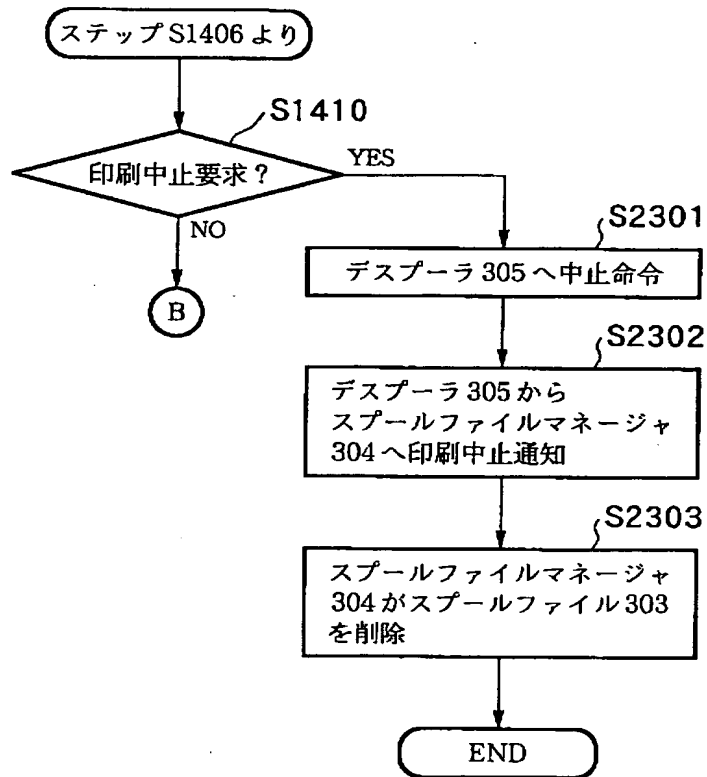 ステップS1406より
S1410
印刷中止要求？
YES
NO
B
S2301
デスプーラ305へ中止命令
S2302
デスプーラ305から
スプールファイルマネージャ
304へ印刷中止通知
S2303
スプールファイルマネージャ
304がスプールファイル303
を削除
END